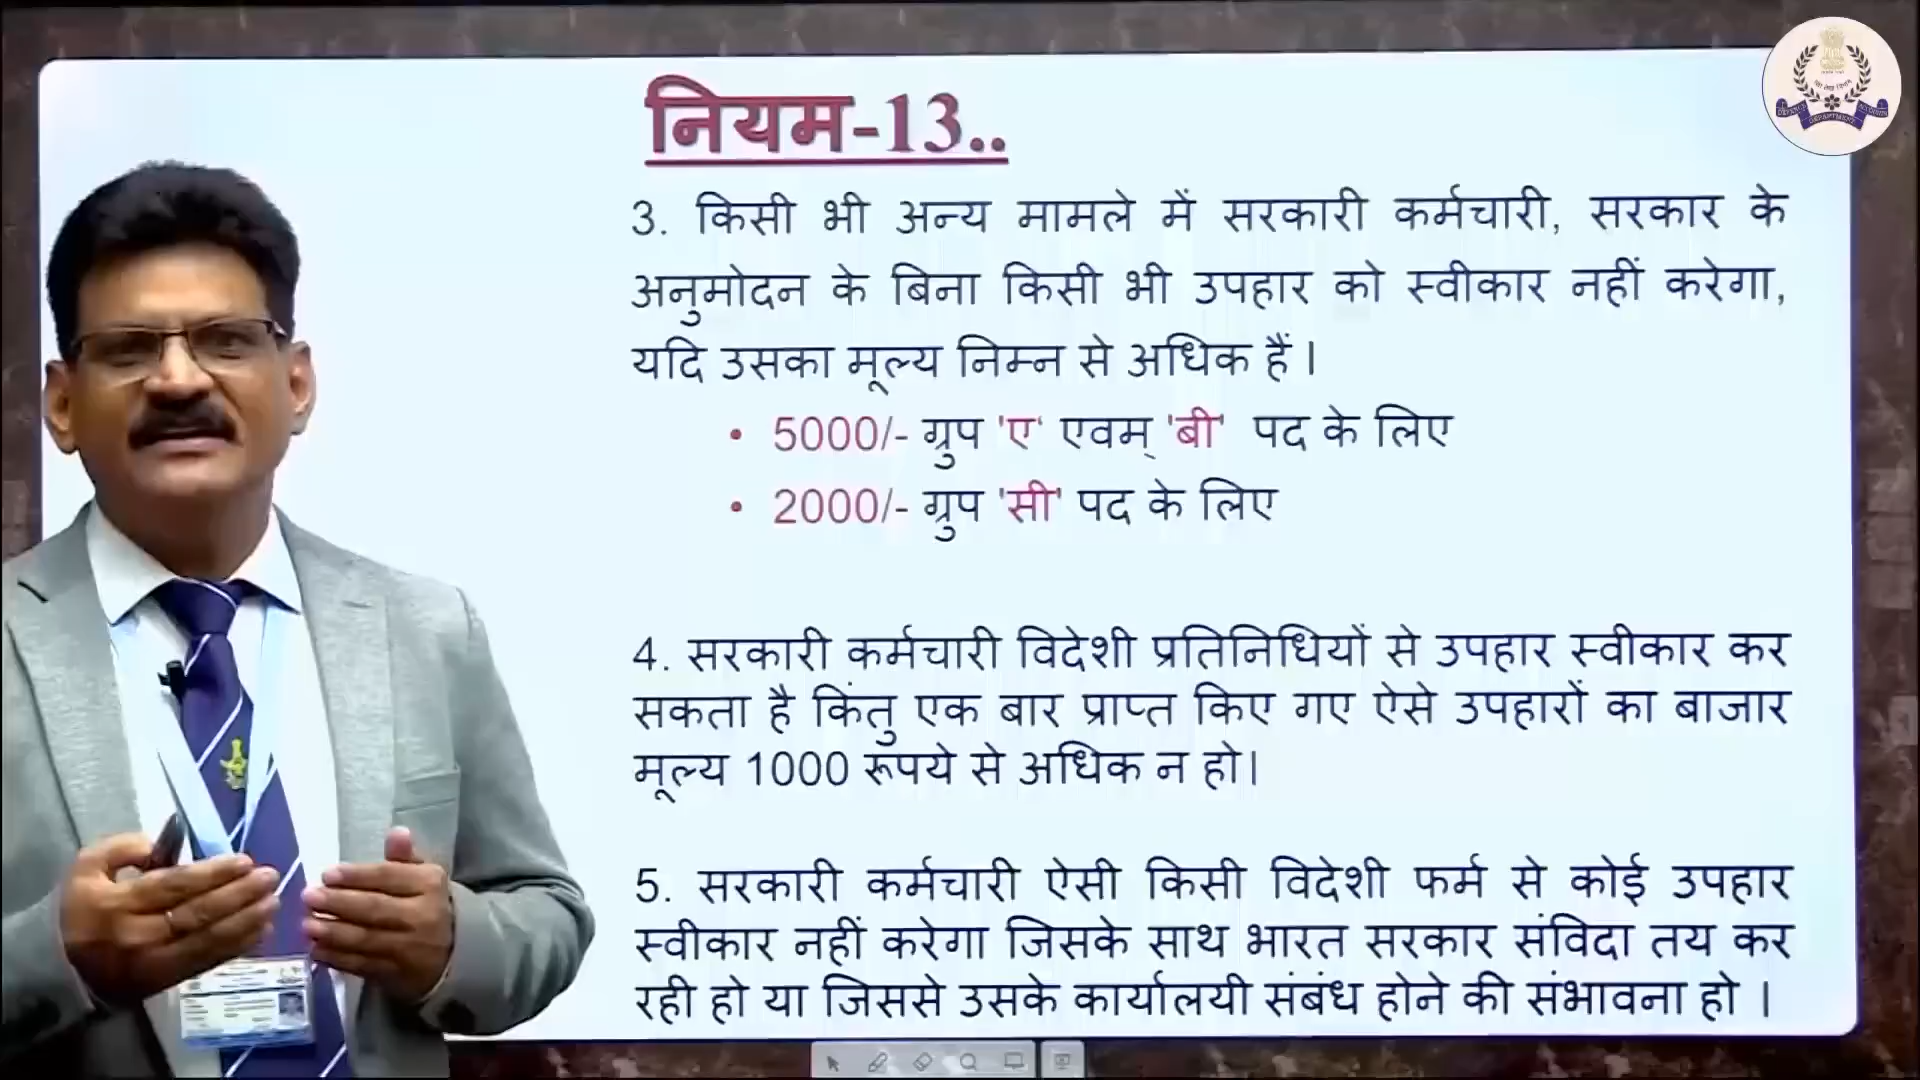 नियम-13..
3. किसी भी अन्य मामले में सरकारी कर्मचारी, सरकार के
अनुमोदन के बिना किसी भी उपहार को स्वीकार नहीं करेगा,
यदि उसका मूल्य निम्न से अधिक हैं ।
• 5000/- ग्रुप 'ए' एवम् 'बी' पद के लिए
• 2000/- ग्रुप 'सी' पद के लिए
4. सरकारी कर्मचारी विदेशी प्रतिनिधियों से उपहार स्वीकार कर
सकता है किंतु एक बार प्राप्त किए गए ऐसे उपहारों का बाजार
मूल्य 1000 रूपये से अधिक न हो।
5. सरकारी कर्मचारी ऐसी किसी विदेशी फर्म से कोई उपहार
स्वीकार नहीं करेगा जिसके साथ भारत सरकार संविदा तय कर
रही हो या जिससे उसके कार्यालयी संबंध होने की संभावना हो ।